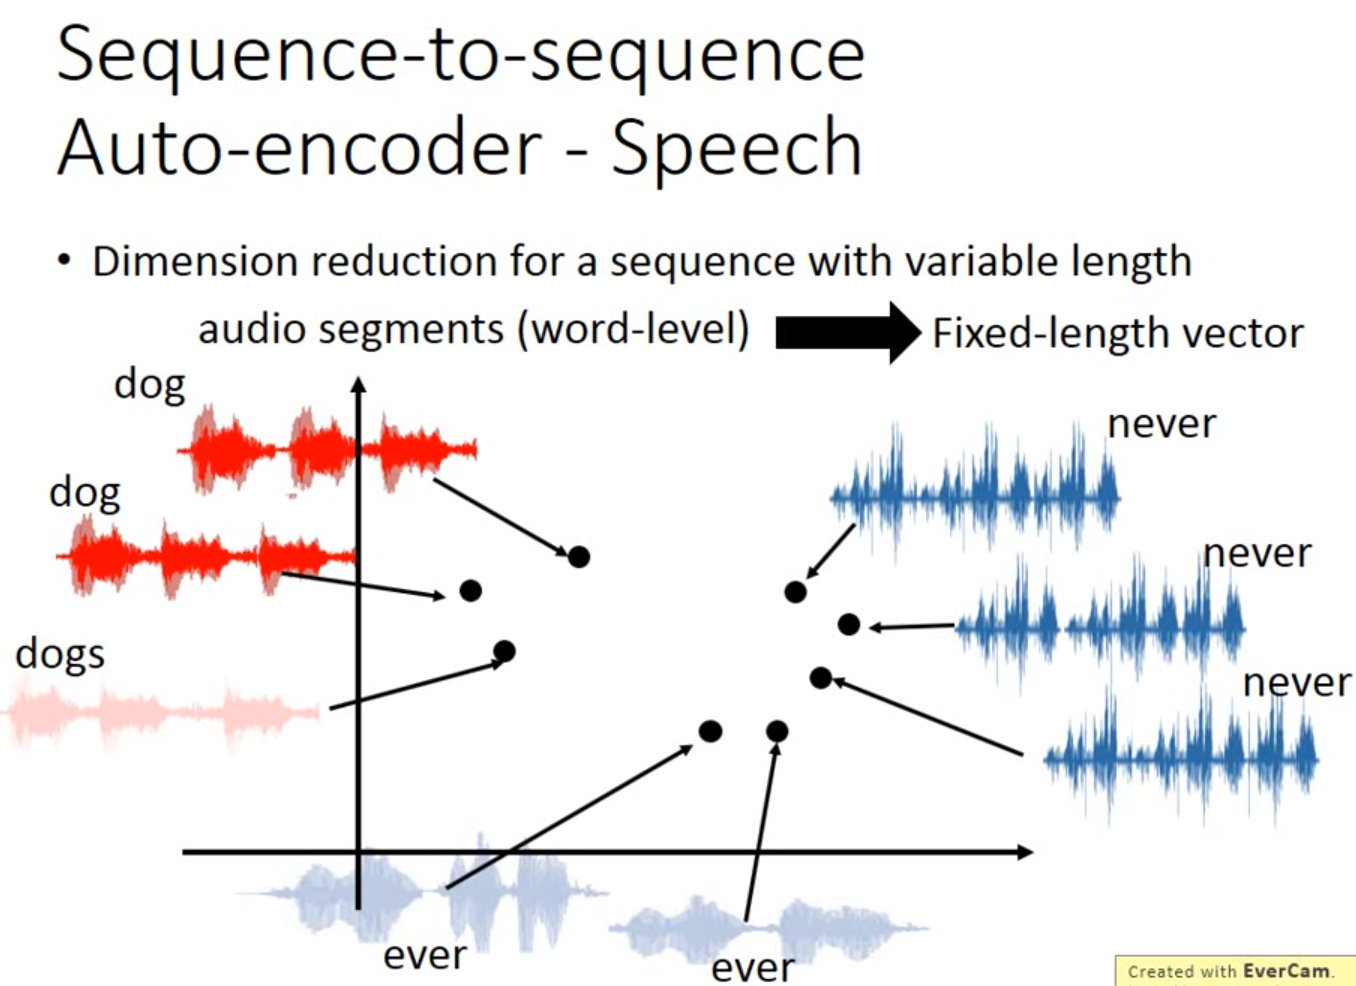 Sequence-to-sequence
Auto-encoder - Speech
• Dimension reduction for a sequence with variable length
audio segments (word-level)
Fixed-length vector
dog
never
dog
never
dogs
never
ever
ever
Created with EverCam.